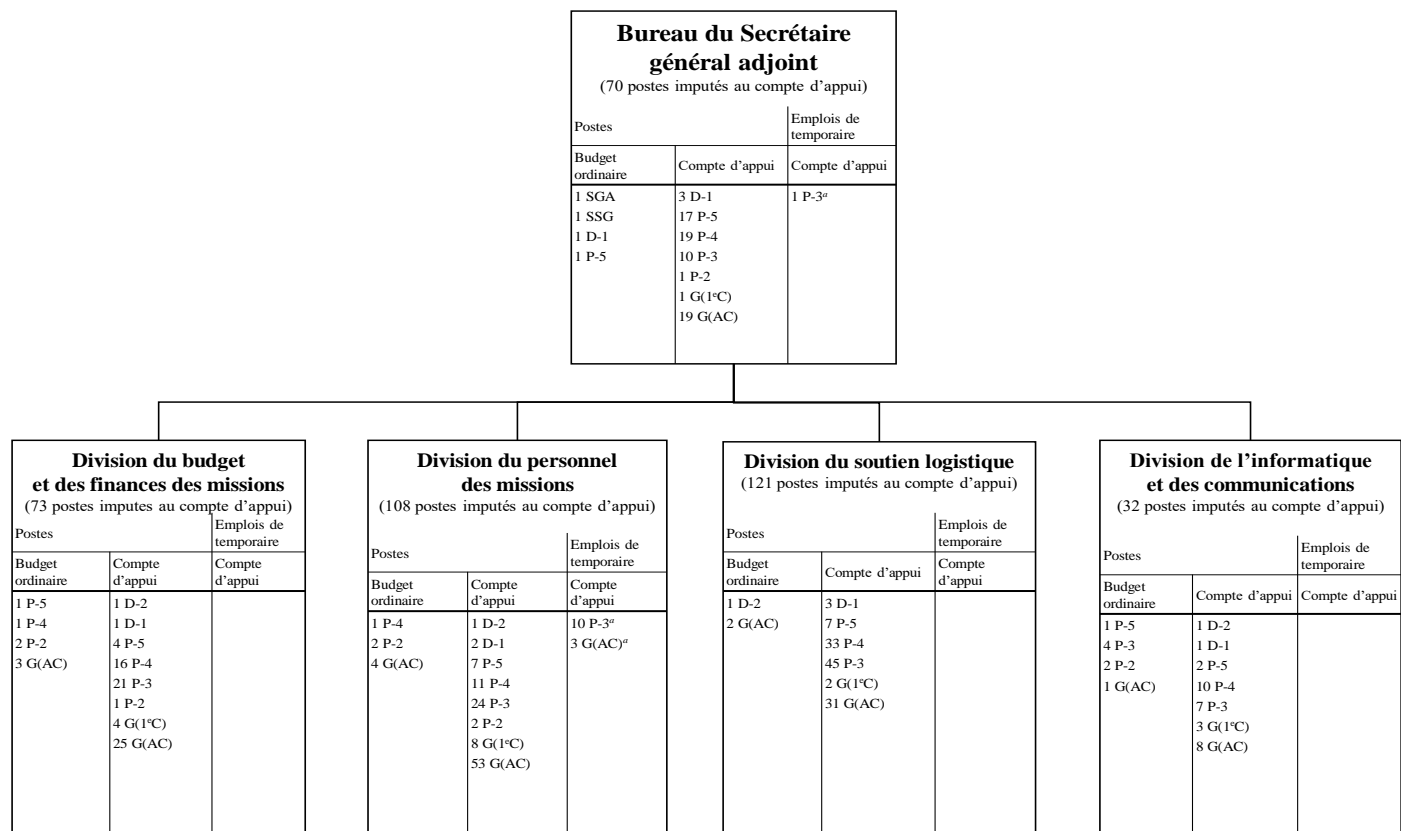 Bureau du Secrétaire
général adjoint
(70 postes imputés au compte d'appui)
Postes
Emplois de
temporaire
Budget
ordinaire
Compte d'appui
Compte d'appui
1 SGA
1 SSG
1 D-1
1 P-5
3 D-1
17 P-5
19 P-4
10 P-3
1 P-2
1 G(1ᵉC)
19 G(AC)
1 P-3ᵃ
Division du budget
et des finances des missions
(73 postes imputes au compte d'appui)
Postes
Emplois de
temporaire
Budget
ordinaire
Compte
d'appui
Compte
d'appui
1 P-5
1 P-4
2 P-2
3 G(AC)
1 D-2
1 D-1
4 P-5
16 P-4
21 P-3
1 P-2
4 G(1ᵉC)
25 G(AC)
Division du personnel
des missions
(108 postes imputés au compte d'appui)
Postes
Emplois de
temporaire
Budget
ordinaire
Compte
d'appui
Compte
d'appui
1 P-4
2 P-2
4 G(AC)
1 D-2
2 D-1
7 P-5
11 P-4
24 P-3
2 P-2
8 G(1ᵉC)
53 G(AC)
10 P-3ᵃ
3 G(AC)ᵃ
Division du soutien logistique
(121 postes imputés au compte d'appui)
Postes
Emplois de
temporaire
Budget
ordinaire
Compte d'appui
Compte
d'appui
1 D-2
2 G(AC)
3 D-1
7 P-5
33 P-4
45 P-3
2 G(1ᵉC)
31 G(AC)
Division de l'informatique
et des communications
(32 postes imputés au compte d'appui)
Postes
Emplois de
temporaire
Budget
ordinaire
Compte d'appui
Compte d'appui
1 P-5
4 P-3
2 P-2
1 G(AC)
1 D-2
1 D-1
2 P-5
10 P-4
7 P-3
3 G(1ᵉC)
8 G(AC)